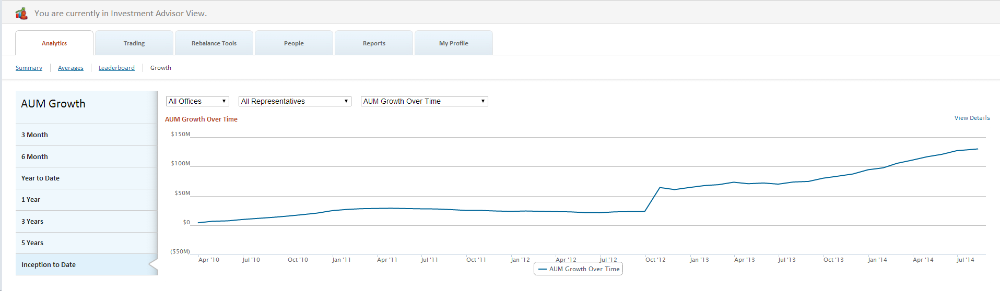 You are currently in Investment Advisor View.
Analytics Trading Rebalance Tools People Reports My Profile
Summary Averages Leaderboard Growth
AUM Growth
3 Month
6 Month
Year to Date
1 Year
3 Years
5 Years
Inception to Date
All Offices All Representatives AUM Growth Over Time
AUM Growth Over Time View Details
$150M
$100M
$50M
$0
($50M)
Apr '10 Jul '10 Oct '10 Jan '11 Apr '11 Jul '11 Oct '11 Jan '12 Apr '12 Jul '12 Oct '12 Jan '13 Apr '13 Jul '13 Oct '13 Jan '14 Apr '14 Jul '14
AUM Growth Over Time